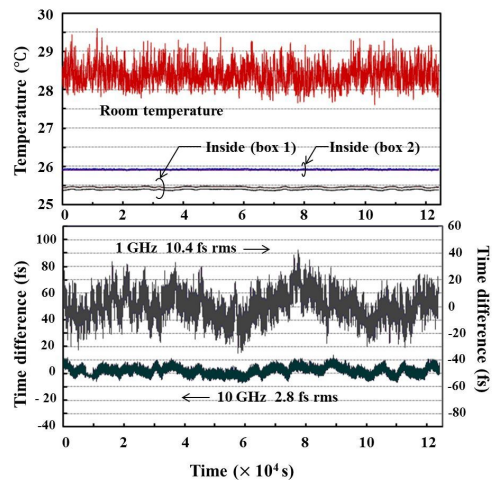 30
29
28
27
26
25
Temperature (°C)
Room temperature
Inside (box 1)
Inside (box 2)
0 2 4 6 8 10 12
100
80
60
40
20
0
- 20
- 40
Time difference (fs)
60
40
20
0
-20
-40
-60
-80
Time difference
(fs)
1 GHz 10.4 fs rms
10 GHz 2.8 fs rms
0 2 4 6 8 10 12
Time (× 10⁴ s)